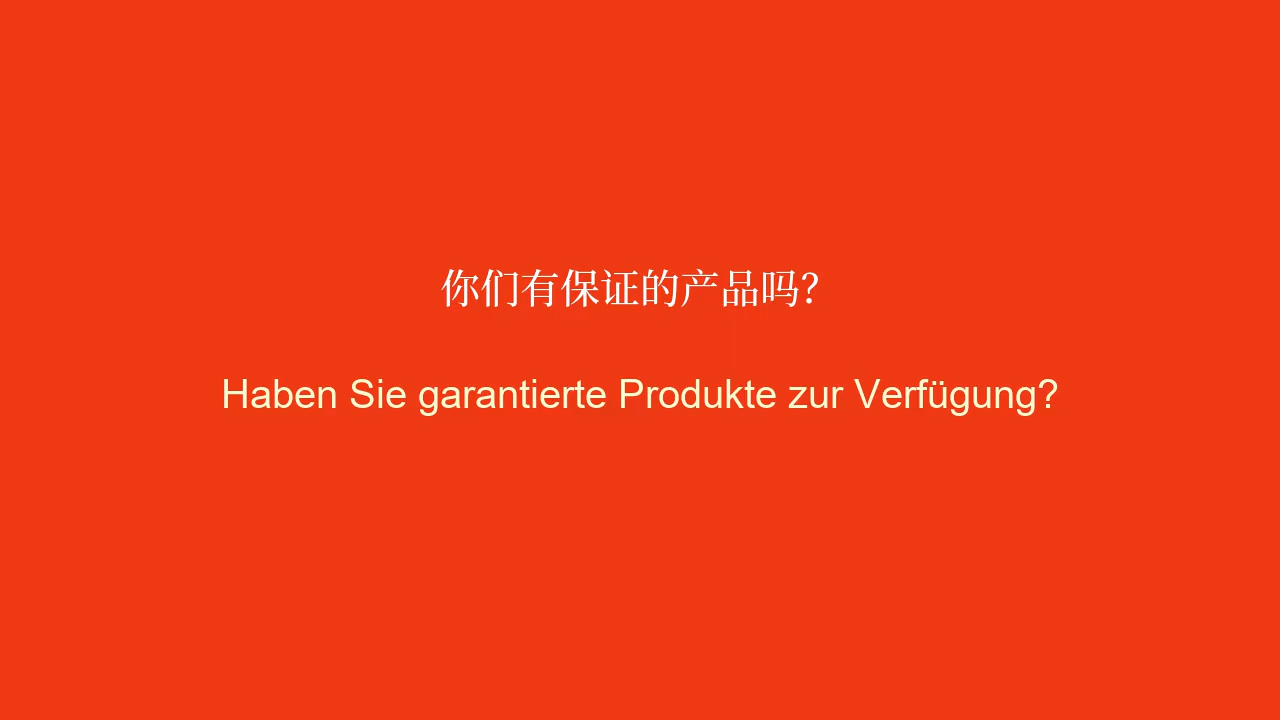 你们有保证的产品吗？
Haben Sie garantierte Produkte zur Verfügung?